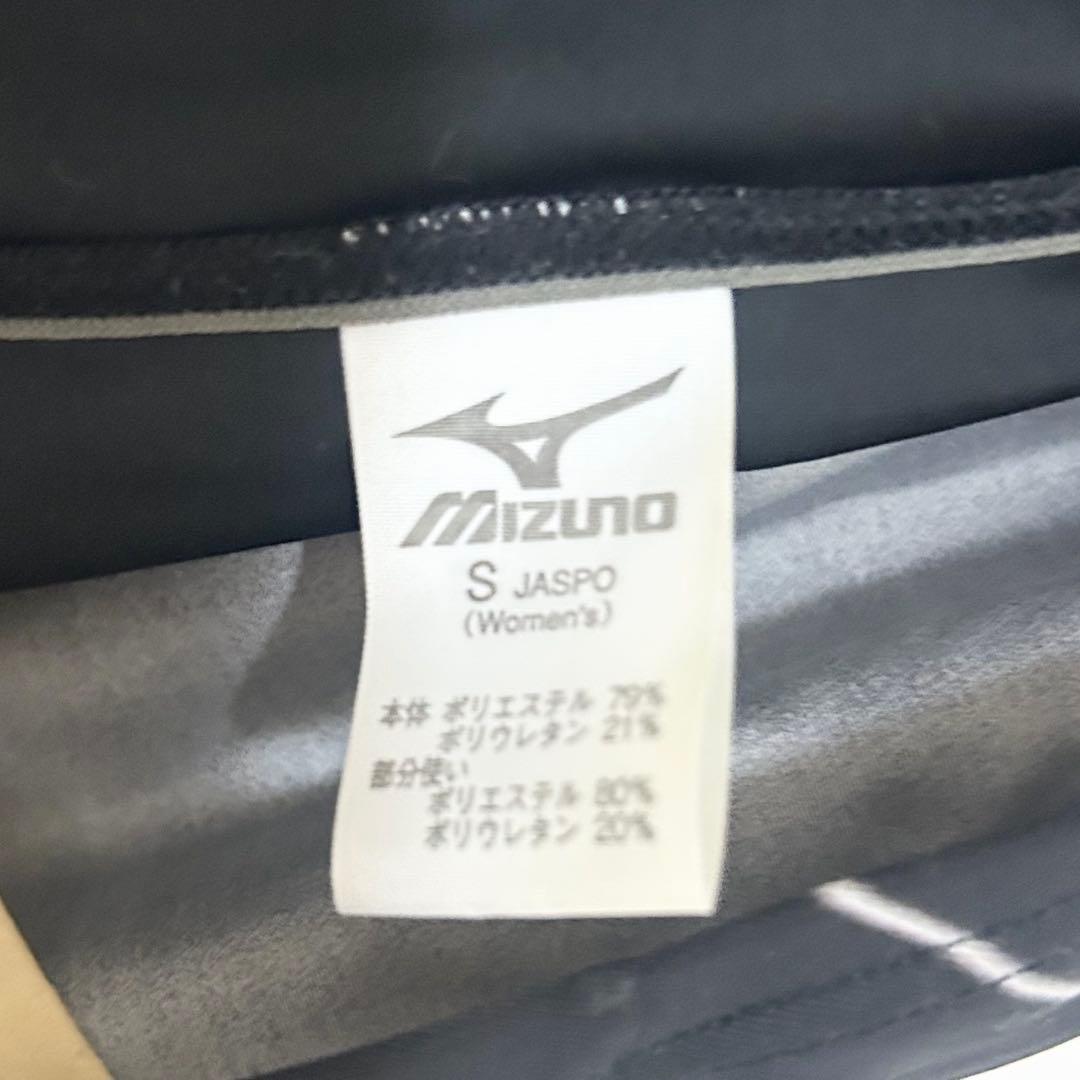 MIZUNO
S JASPO
(Women's)
本体 ポリエステル 79%
ポリウレタン 21%
部分使い
ポリエステル 80%
ポリウレタン 20%